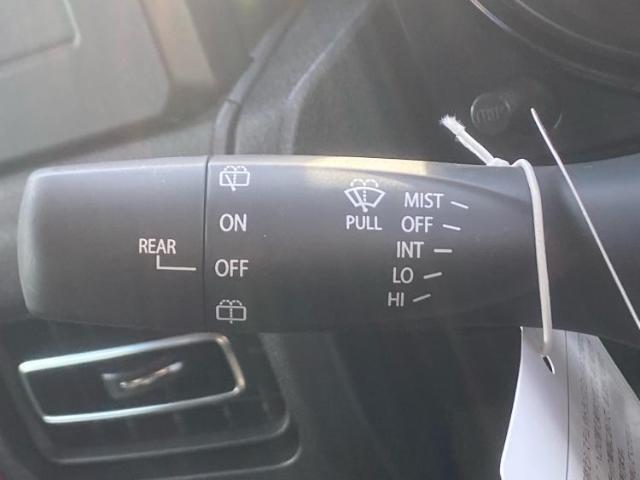 REAR
ON
OFF
PULL
MIST
OFF
INT
LO
HI